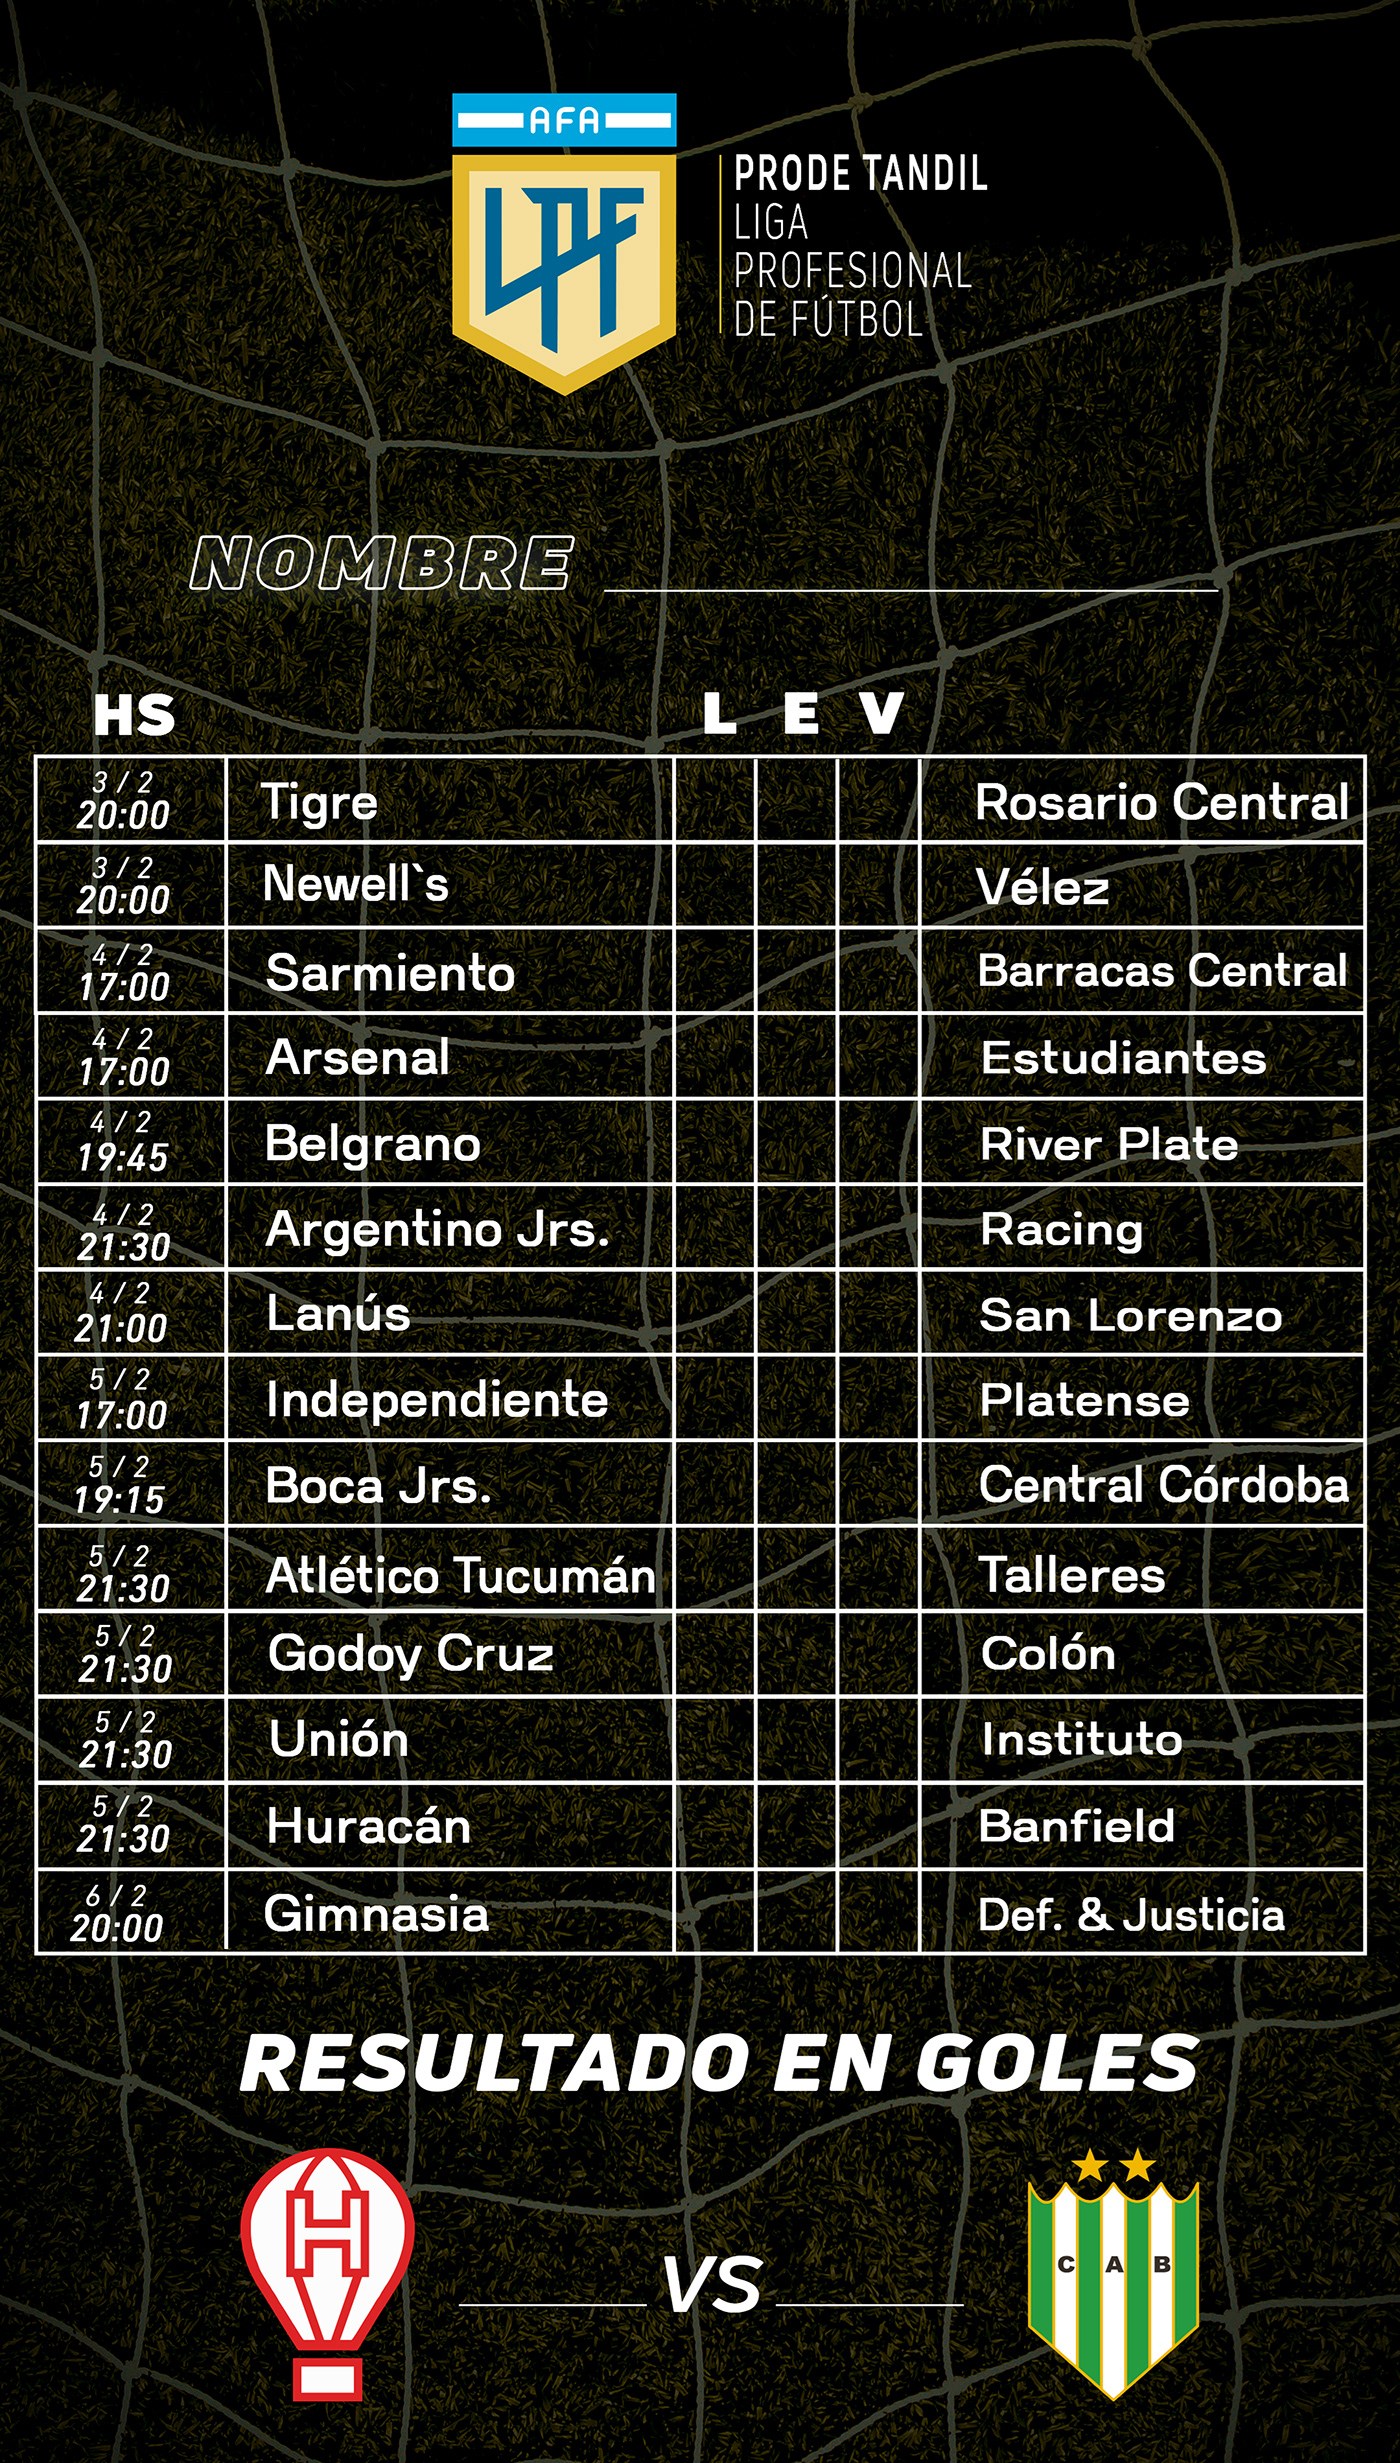 AFA
LPF
PRODE TANDIL
LIGA
PROFESIONAL
DE FÚTBOL
NOMBRE
HS L E V
3 / 2
20:00 Tigre Rosario Central
3 / 2
20:00 Newell`s Vélez
4 / 2
17:00 Sarmiento Barracas Central
4 / 2
17:00 Arsenal Estudiantes
4 / 2
19:45 Belgrano River Plate
4 / 2
21:30 Argentino Jrs. Racing
4 / 2
21:00 Lanús San Lorenzo
5 / 2
17:00 Independiente Platense
5 / 2
19:15 Boca Jrs. Central Córdoba
5 / 2
21:30 Atlético Tucumán Talleres
5 / 2
21:30 Godoy Cruz Colón
5 / 2
21:30 Unión Instituto
5 / 2
21:30 Huracán Banfield
6 / 2
20:00 Gimnasia Def. & Justicia
RESULTADO EN GOLES
H
C A B
VS